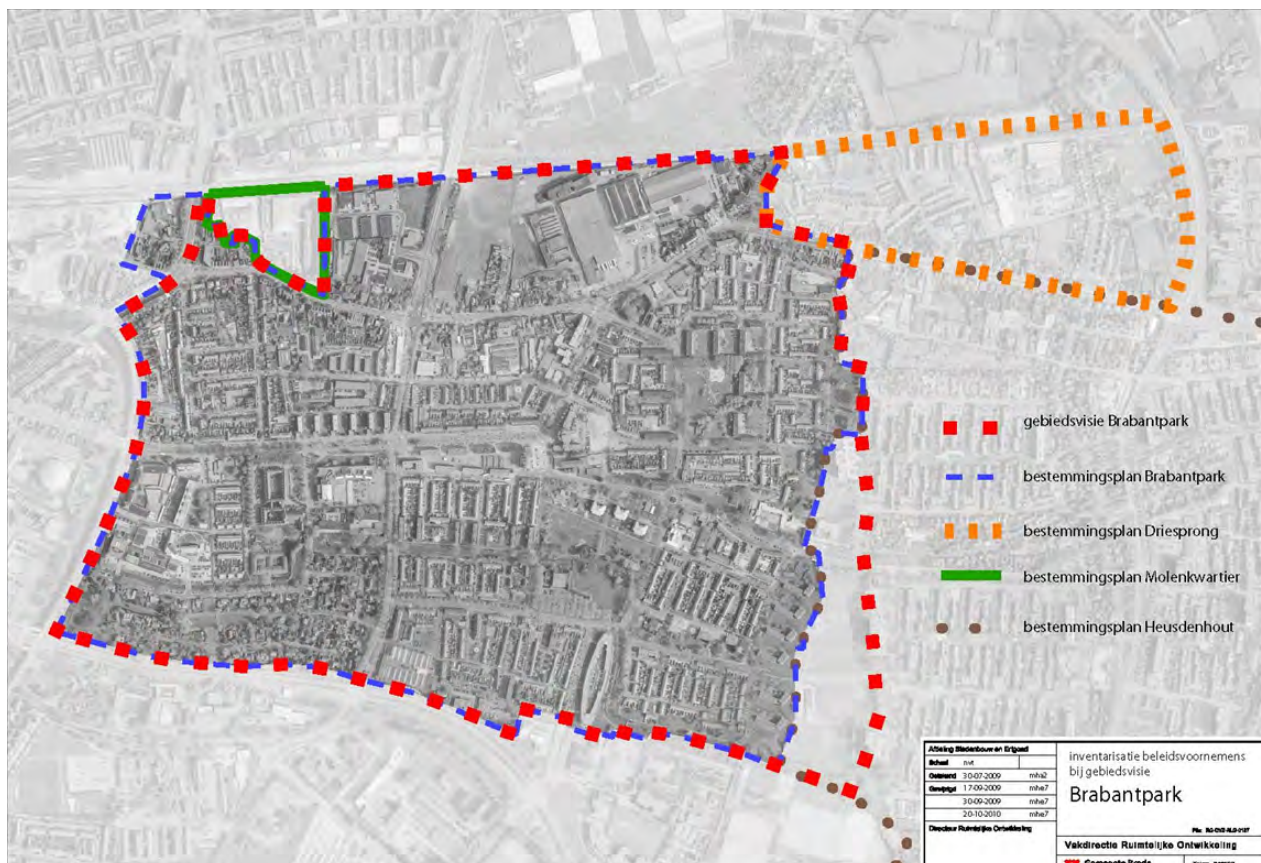 gebiedsvisie Brabantpark
bestemmingsplan Brabantpark
bestemmingsplan Driesprong
bestemmingsplan Molenkwartier
bestemmingsplan Heusdenhout
Afdeling Stedenbouw en Erfgoed
Schaal nvt
Getekend 30-07-2009 mha2
Gewijzigd 17-09-2009 mhe7
30-09-2009 mhe7
20-10-2010 mhe7
Directeur Ruimtelijke Ontwikkeling
inventarisatie beleidsvoornemens
bij gebiedsvisie
Brabantpark
Vakdirectie Ruimtelijke Ontwikkeling
Gemeente Breda